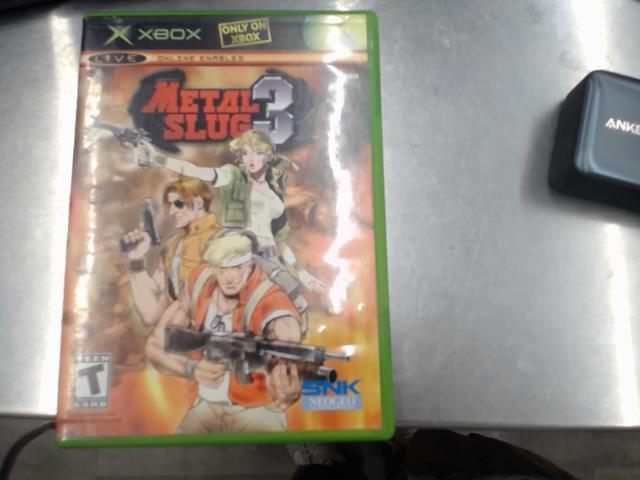 XBOX
ONLY ON
XBOX
LIVE ONLINE ENABLED
METAL
SLUG 3
TEEN
T
ESRB
SNK
NEOGEO
ANKE